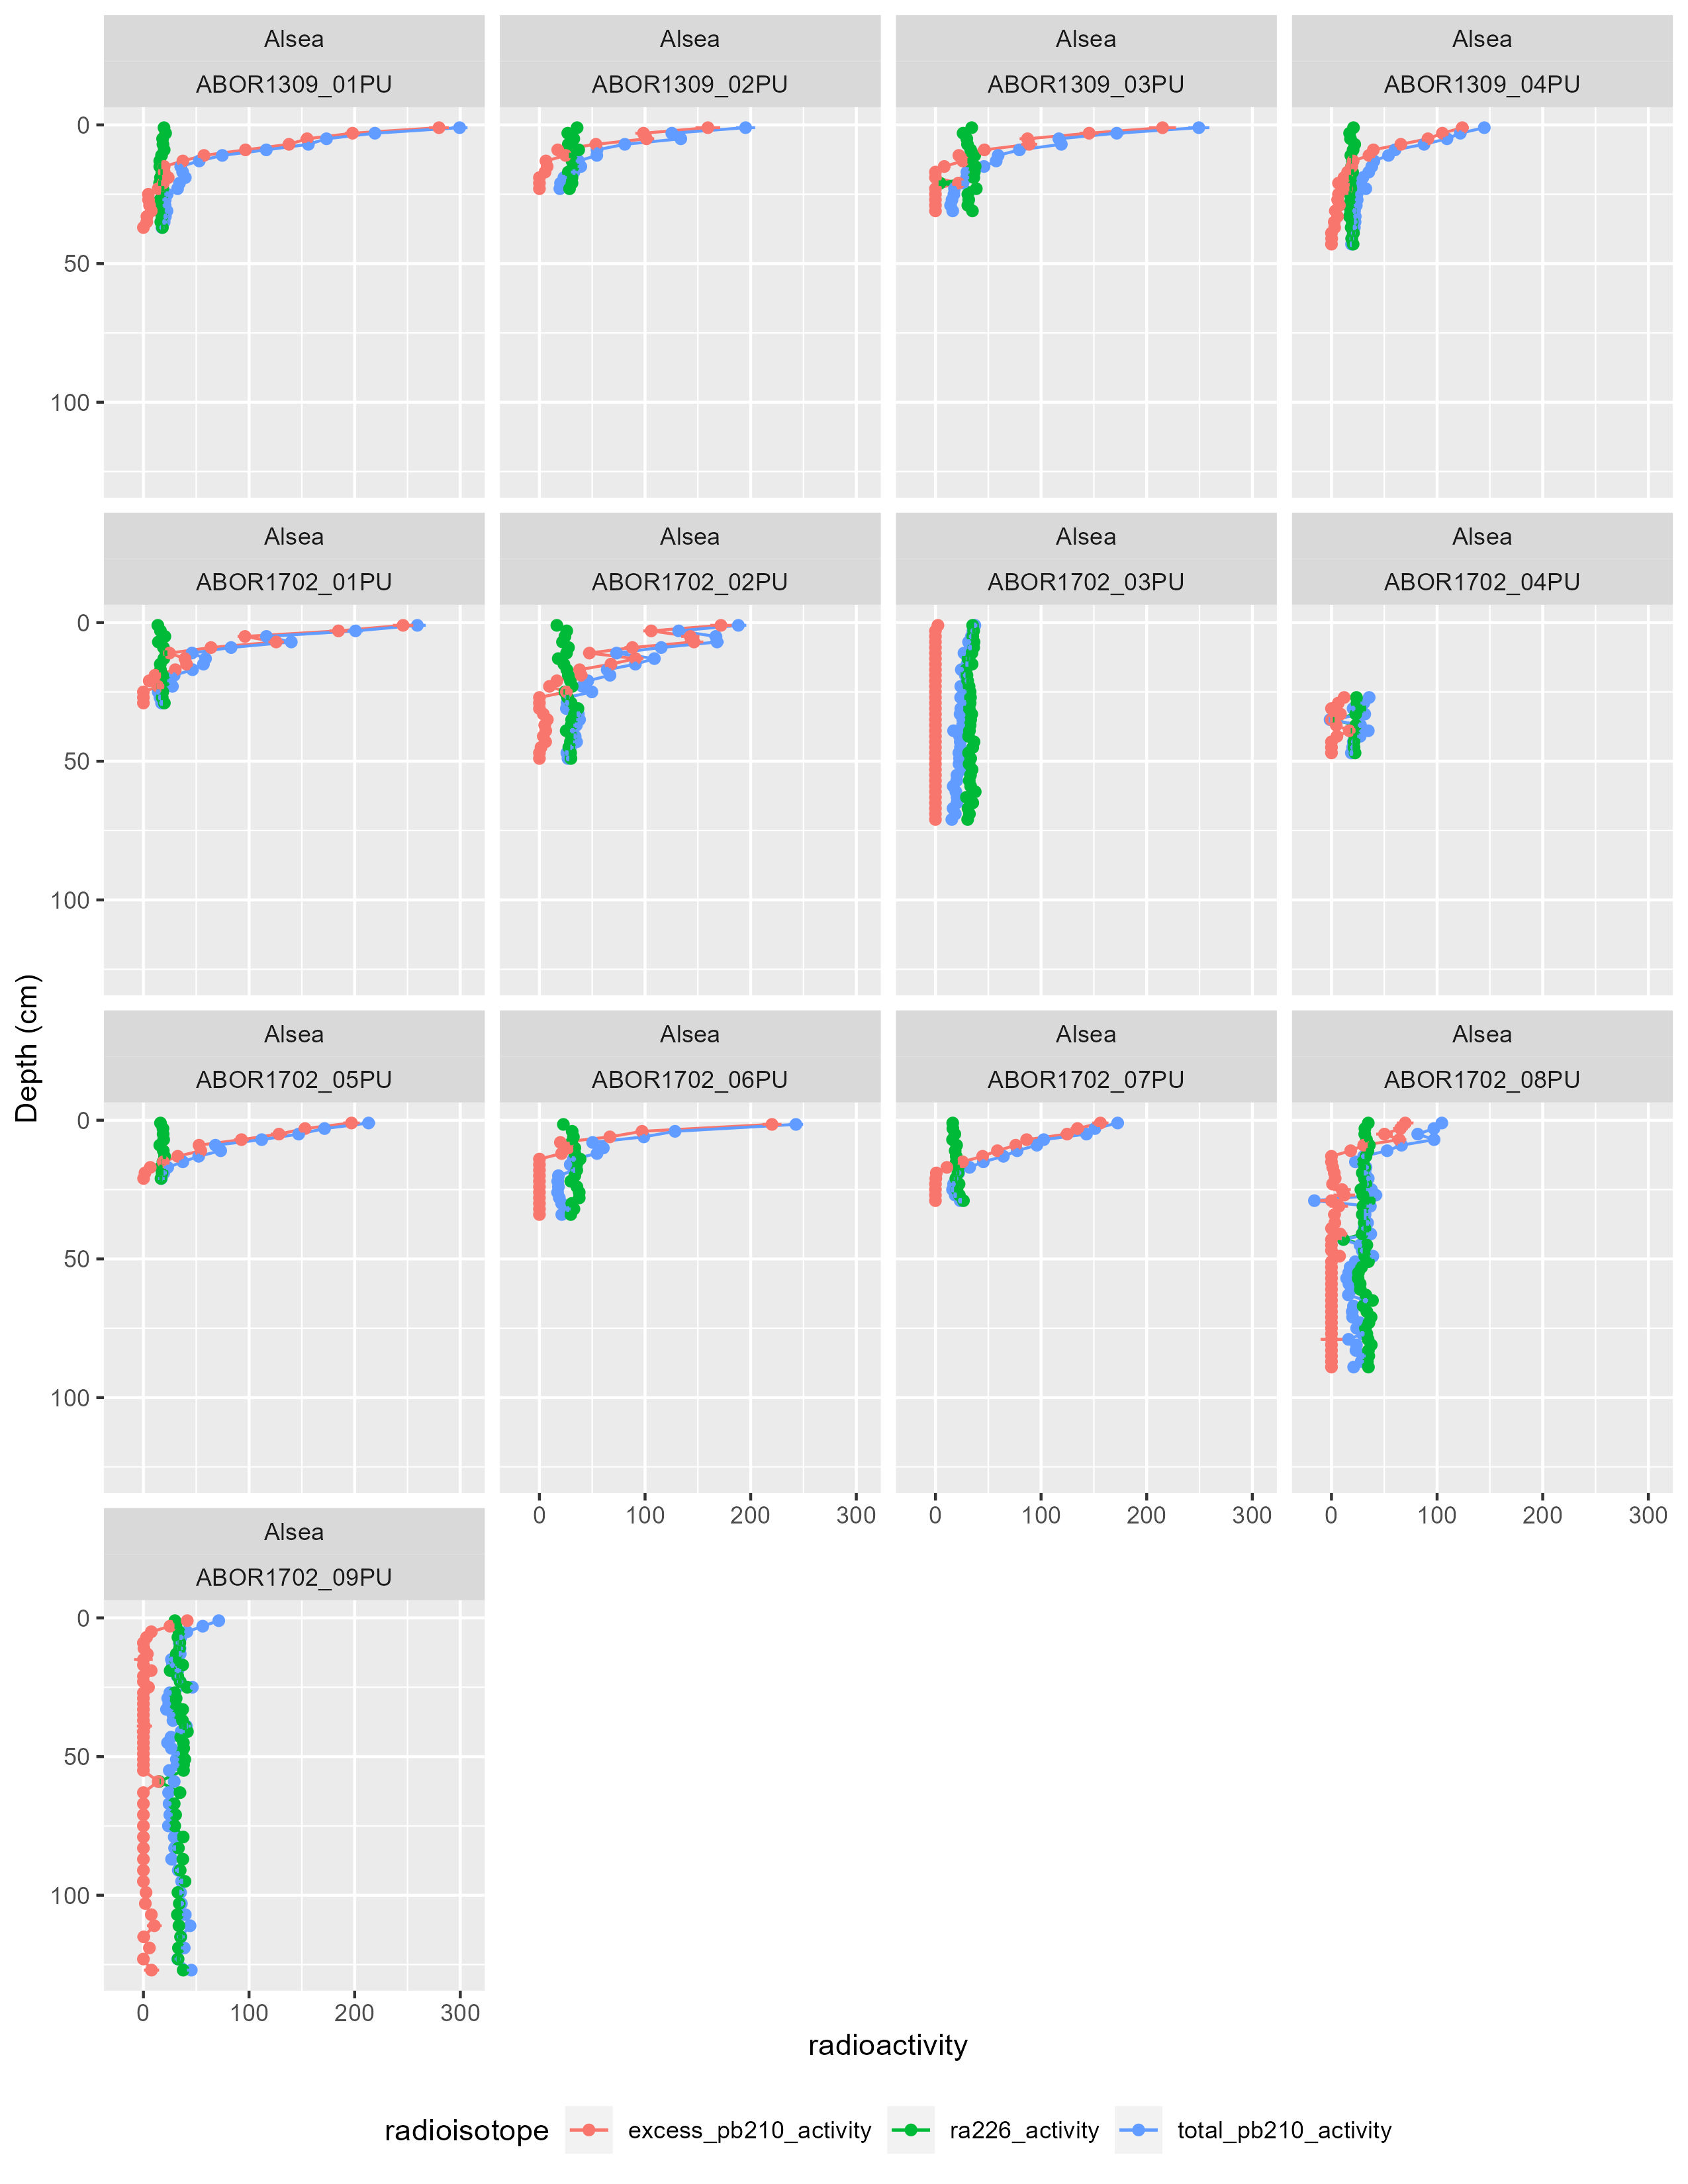 Alsea Alsea Alsea Alsea
ABOR1309_01PU ABOR1309_02PU ABOR1309_03PU ABOR1309_04PU
0
50
100
Alsea Alsea Alsea Alsea
ABOR1702_01PU ABOR1702_02PU ABOR1702_03PU ABOR1702_04PU
0
50
100
Depth (cm)
Alsea Alsea Alsea Alsea
ABOR1702_05PU ABOR1702_06PU ABOR1702_07PU ABOR1702_08PU
0
50
100
0 100 200 300 0 100 200 300 0 100 200 300
Alsea
ABOR1702_09PU
0
50
100
0 100 200 300
radioactivity
radioisotope excess_pb210_activity ra226_activity total_pb210_activity